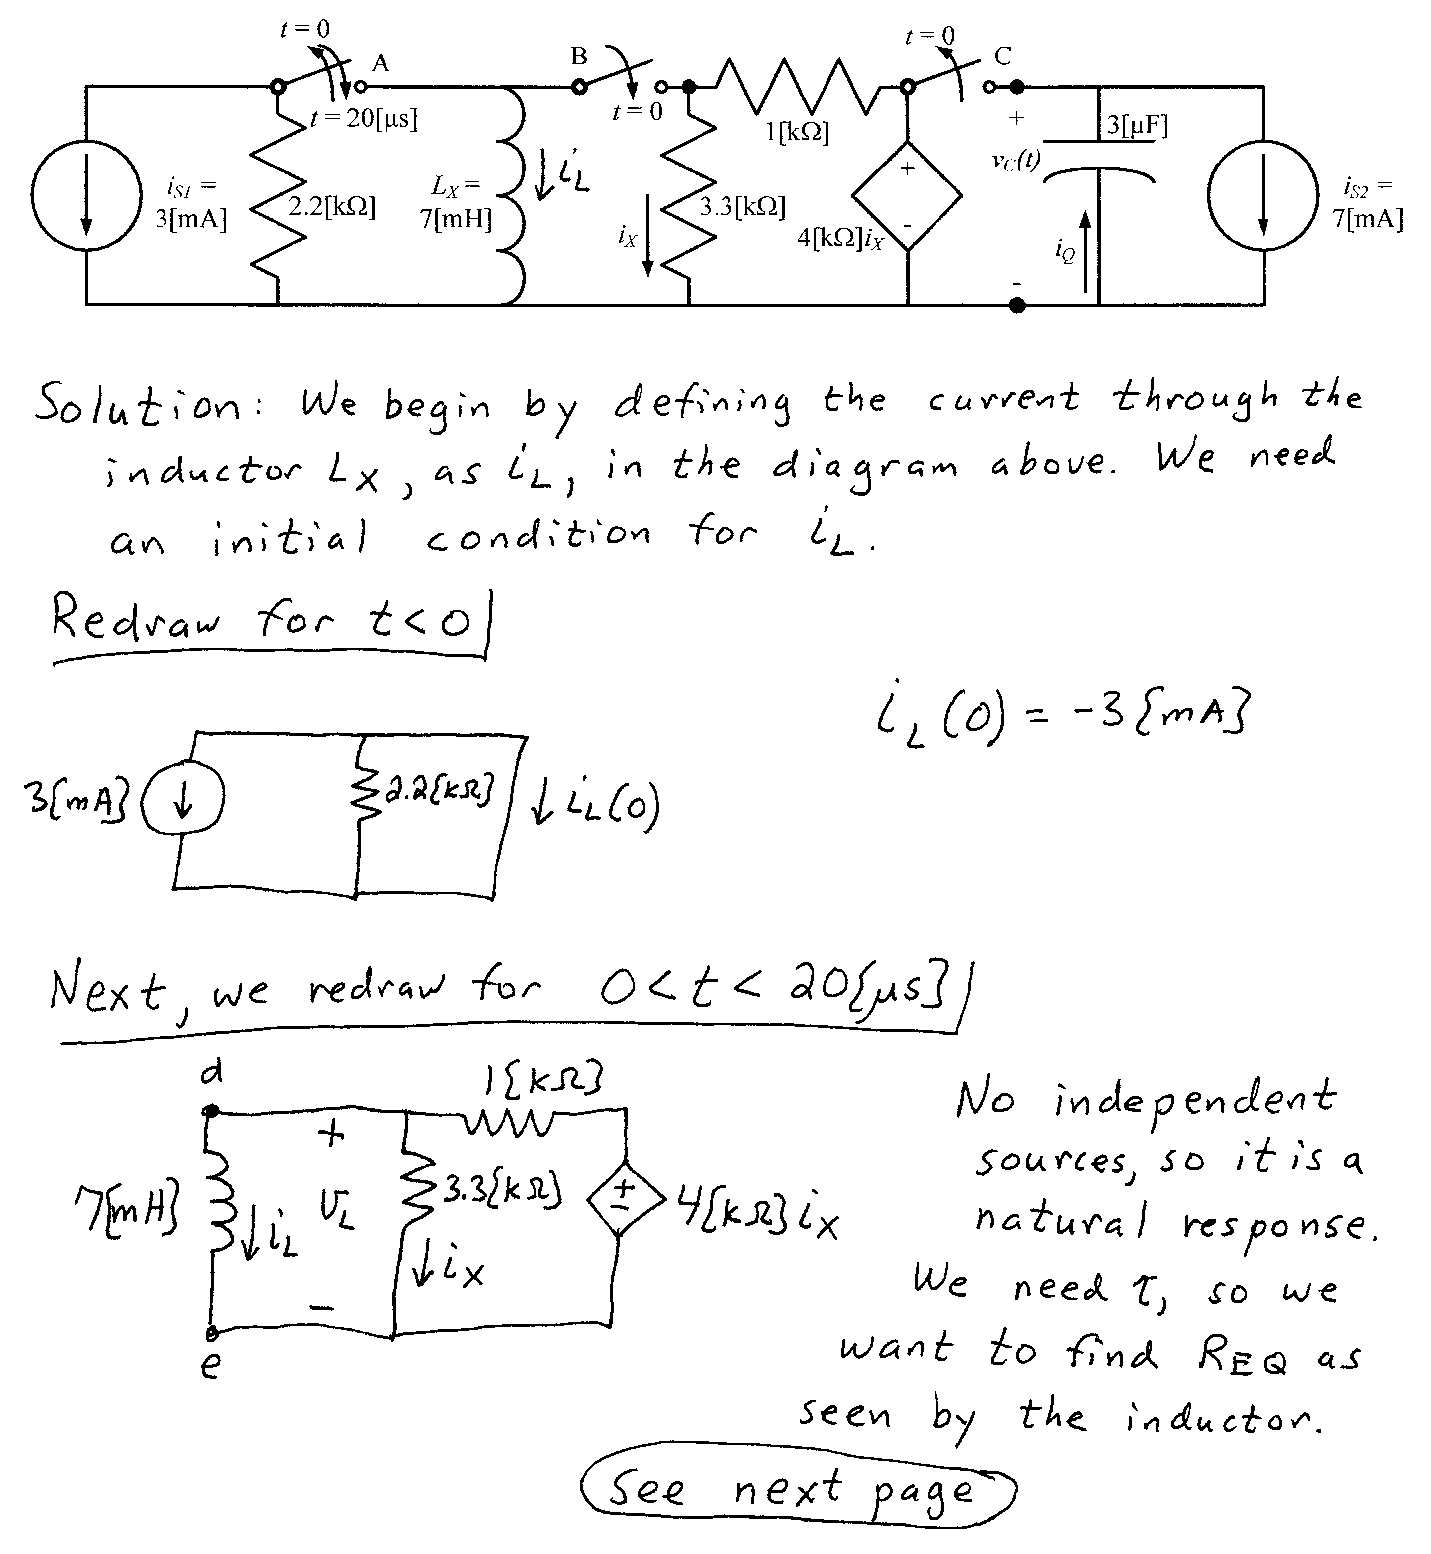 t = 0
A
t = 20[μs]
B
t = 0
1[kΩ]
t = 0
C
+
3[μF]
vC(t)
iS1 =
3[mA]
2.2[kΩ]
LX =
7[mH]
iL
iX
3.3[kΩ]
+
-
4[kΩ]iX
iQ
-
iS2 =
7[mA]
Solution: We begin by defining the current through the
inductor LX, as iL, in the diagram above. We need
an initial condition for iL.
Redraw for t<0
iL(0) = -3[mA]
3[mA]
2.2[kΩ]
iL(0)
Next, we redraw for 0<t<20[μs]
d
1[kΩ]
+
7[mH]
iL
vL
3.3[kΩ]
iX
+
-
4[kΩ]iX
-
e
No independent
sources, so it is a
natural response.
We need τ, so we
want to find REQ as
seen by the inductor.
See next page